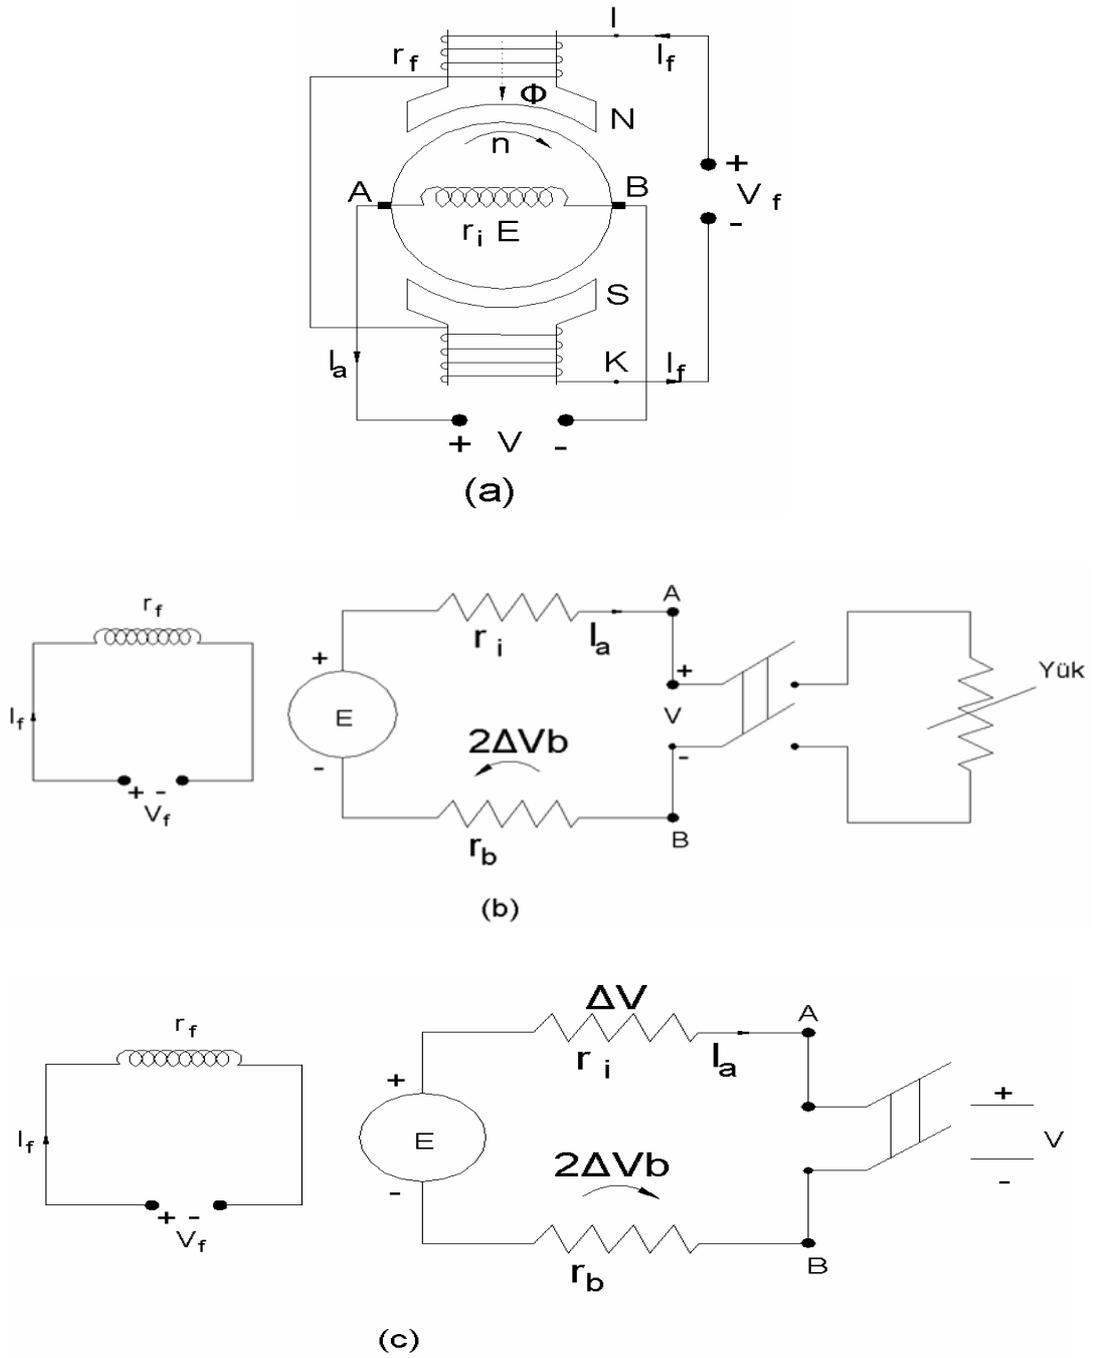 I
r f
I f
Φ
N
n
A
B
+
V f
-
r i E
S
I a
K
I f
+ V -
(a)
r f
A
r i
I a
+
+
I f
E
V
Yük
2ΔVb
-
-
+ -
V f
r b
B
(b)
ΔV
A
r f
r i
I a
+
+
I f
E
V
2ΔVb
-
-
+ -
V f
r b
B
(c)